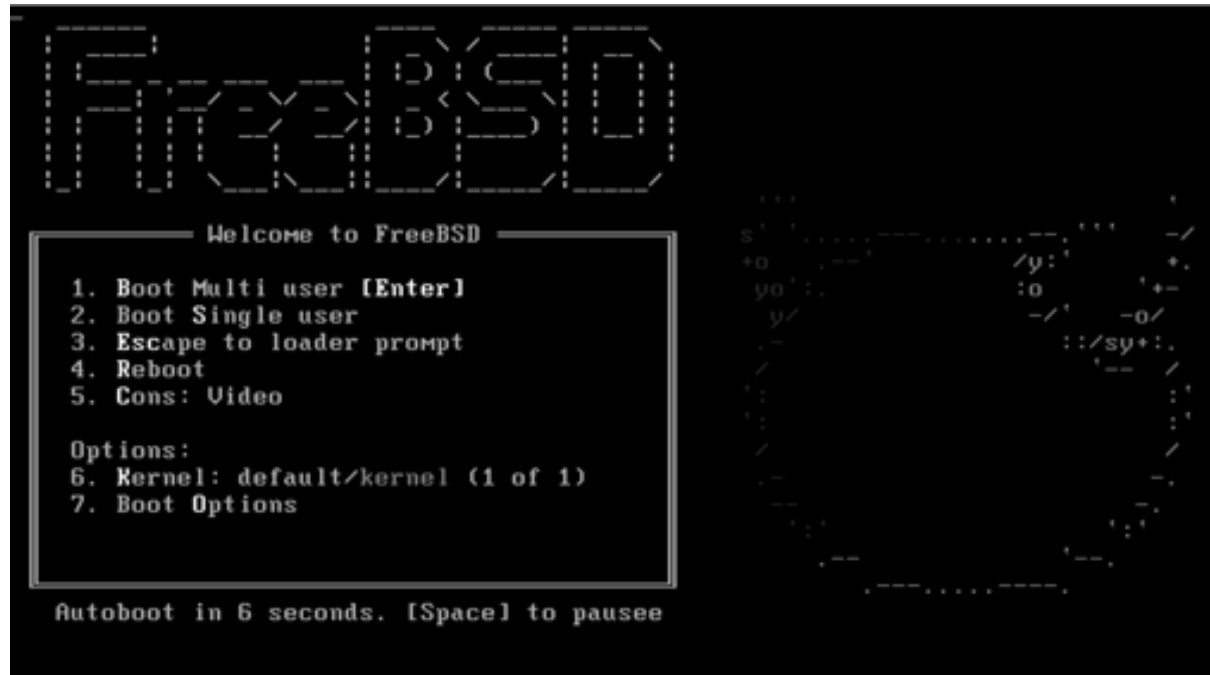 FreeBSD
Welcome to FreeBSD
1. Boot Multi user [Enter]
2. Boot Single user
3. Escape to loader prompt
4. Reboot
5. Cons: Video
Options:
6. Kernel: default/kernel (1 of 1)
7. Boot Options
Autoboot in 6 seconds. [Space] to pausee